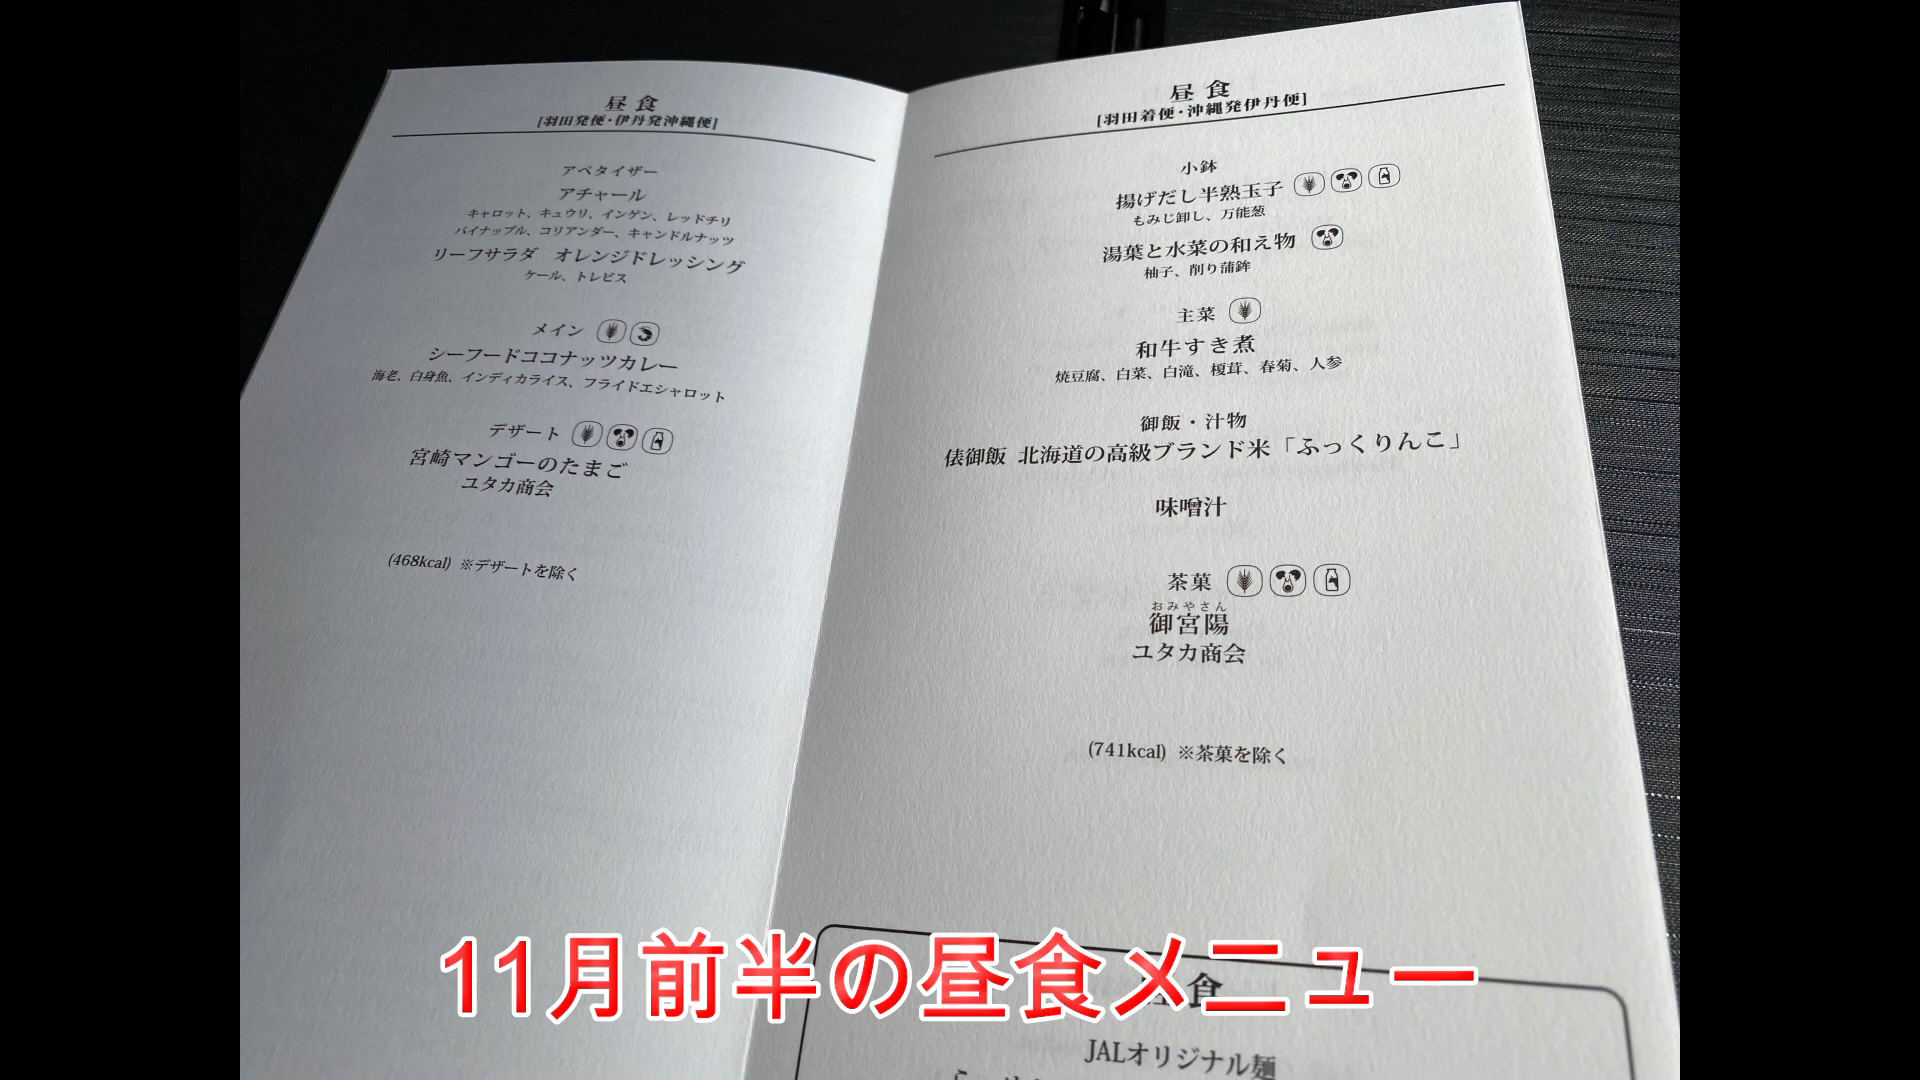 昼食
[羽田発便・伊丹発沖縄便]
アペタイザー
アチャール
キャロット、キュウリ、インゲン、レッドチリ
パイナップル、コリアンダー、キャンドルナッツ
リーフサラダ オレンジドレッシング
ケール、トレビス
メイン
シーフードココナッツカレー
海老、白身魚、インディカライス、フライドエシャロット
デザート
宮崎マンゴーのたまご
ユタカ商会
(468kcal) ※デザートを除く
昼食
[羽田着便・沖縄発伊丹便]
小鉢
揚げだし半熟玉子
もみじ卸し、万能葱
湯葉と水菜の和え物
柚子、削り蒲鉾
主菜
和牛すき煮
焼豆腐、白菜、白滝、榎茸、春菊、人参
御飯・汁物
俵御飯 北海道の高級ブランド米「ふっくりんこ」
味噌汁
茶菓
おみやさん
御宮陽
ユタカ商会
(741kcal) ※茶菓を除く
昼食
JALオリジナル麺
11月前半の昼食メニュー